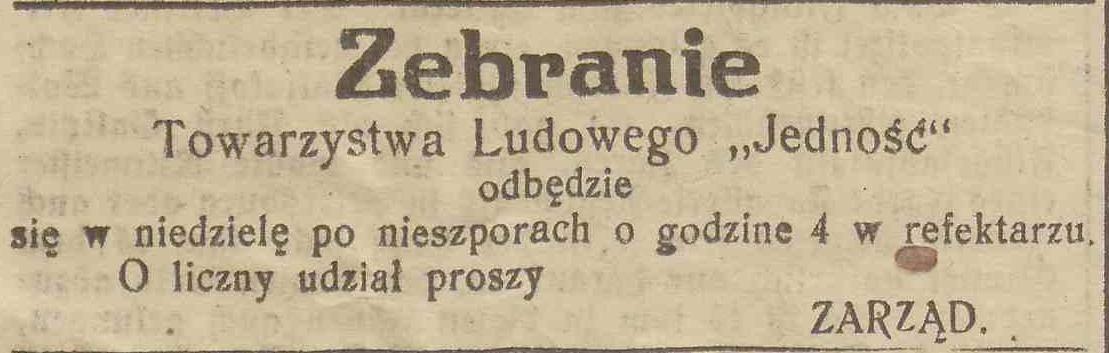 Zebranie
Towarzystwa Ludowego „Jedność“
odbędzie
się w niedzielę po nieszporach o godzine 4 w refektarzu.
O liczny udział proszy
ZARZĄD.